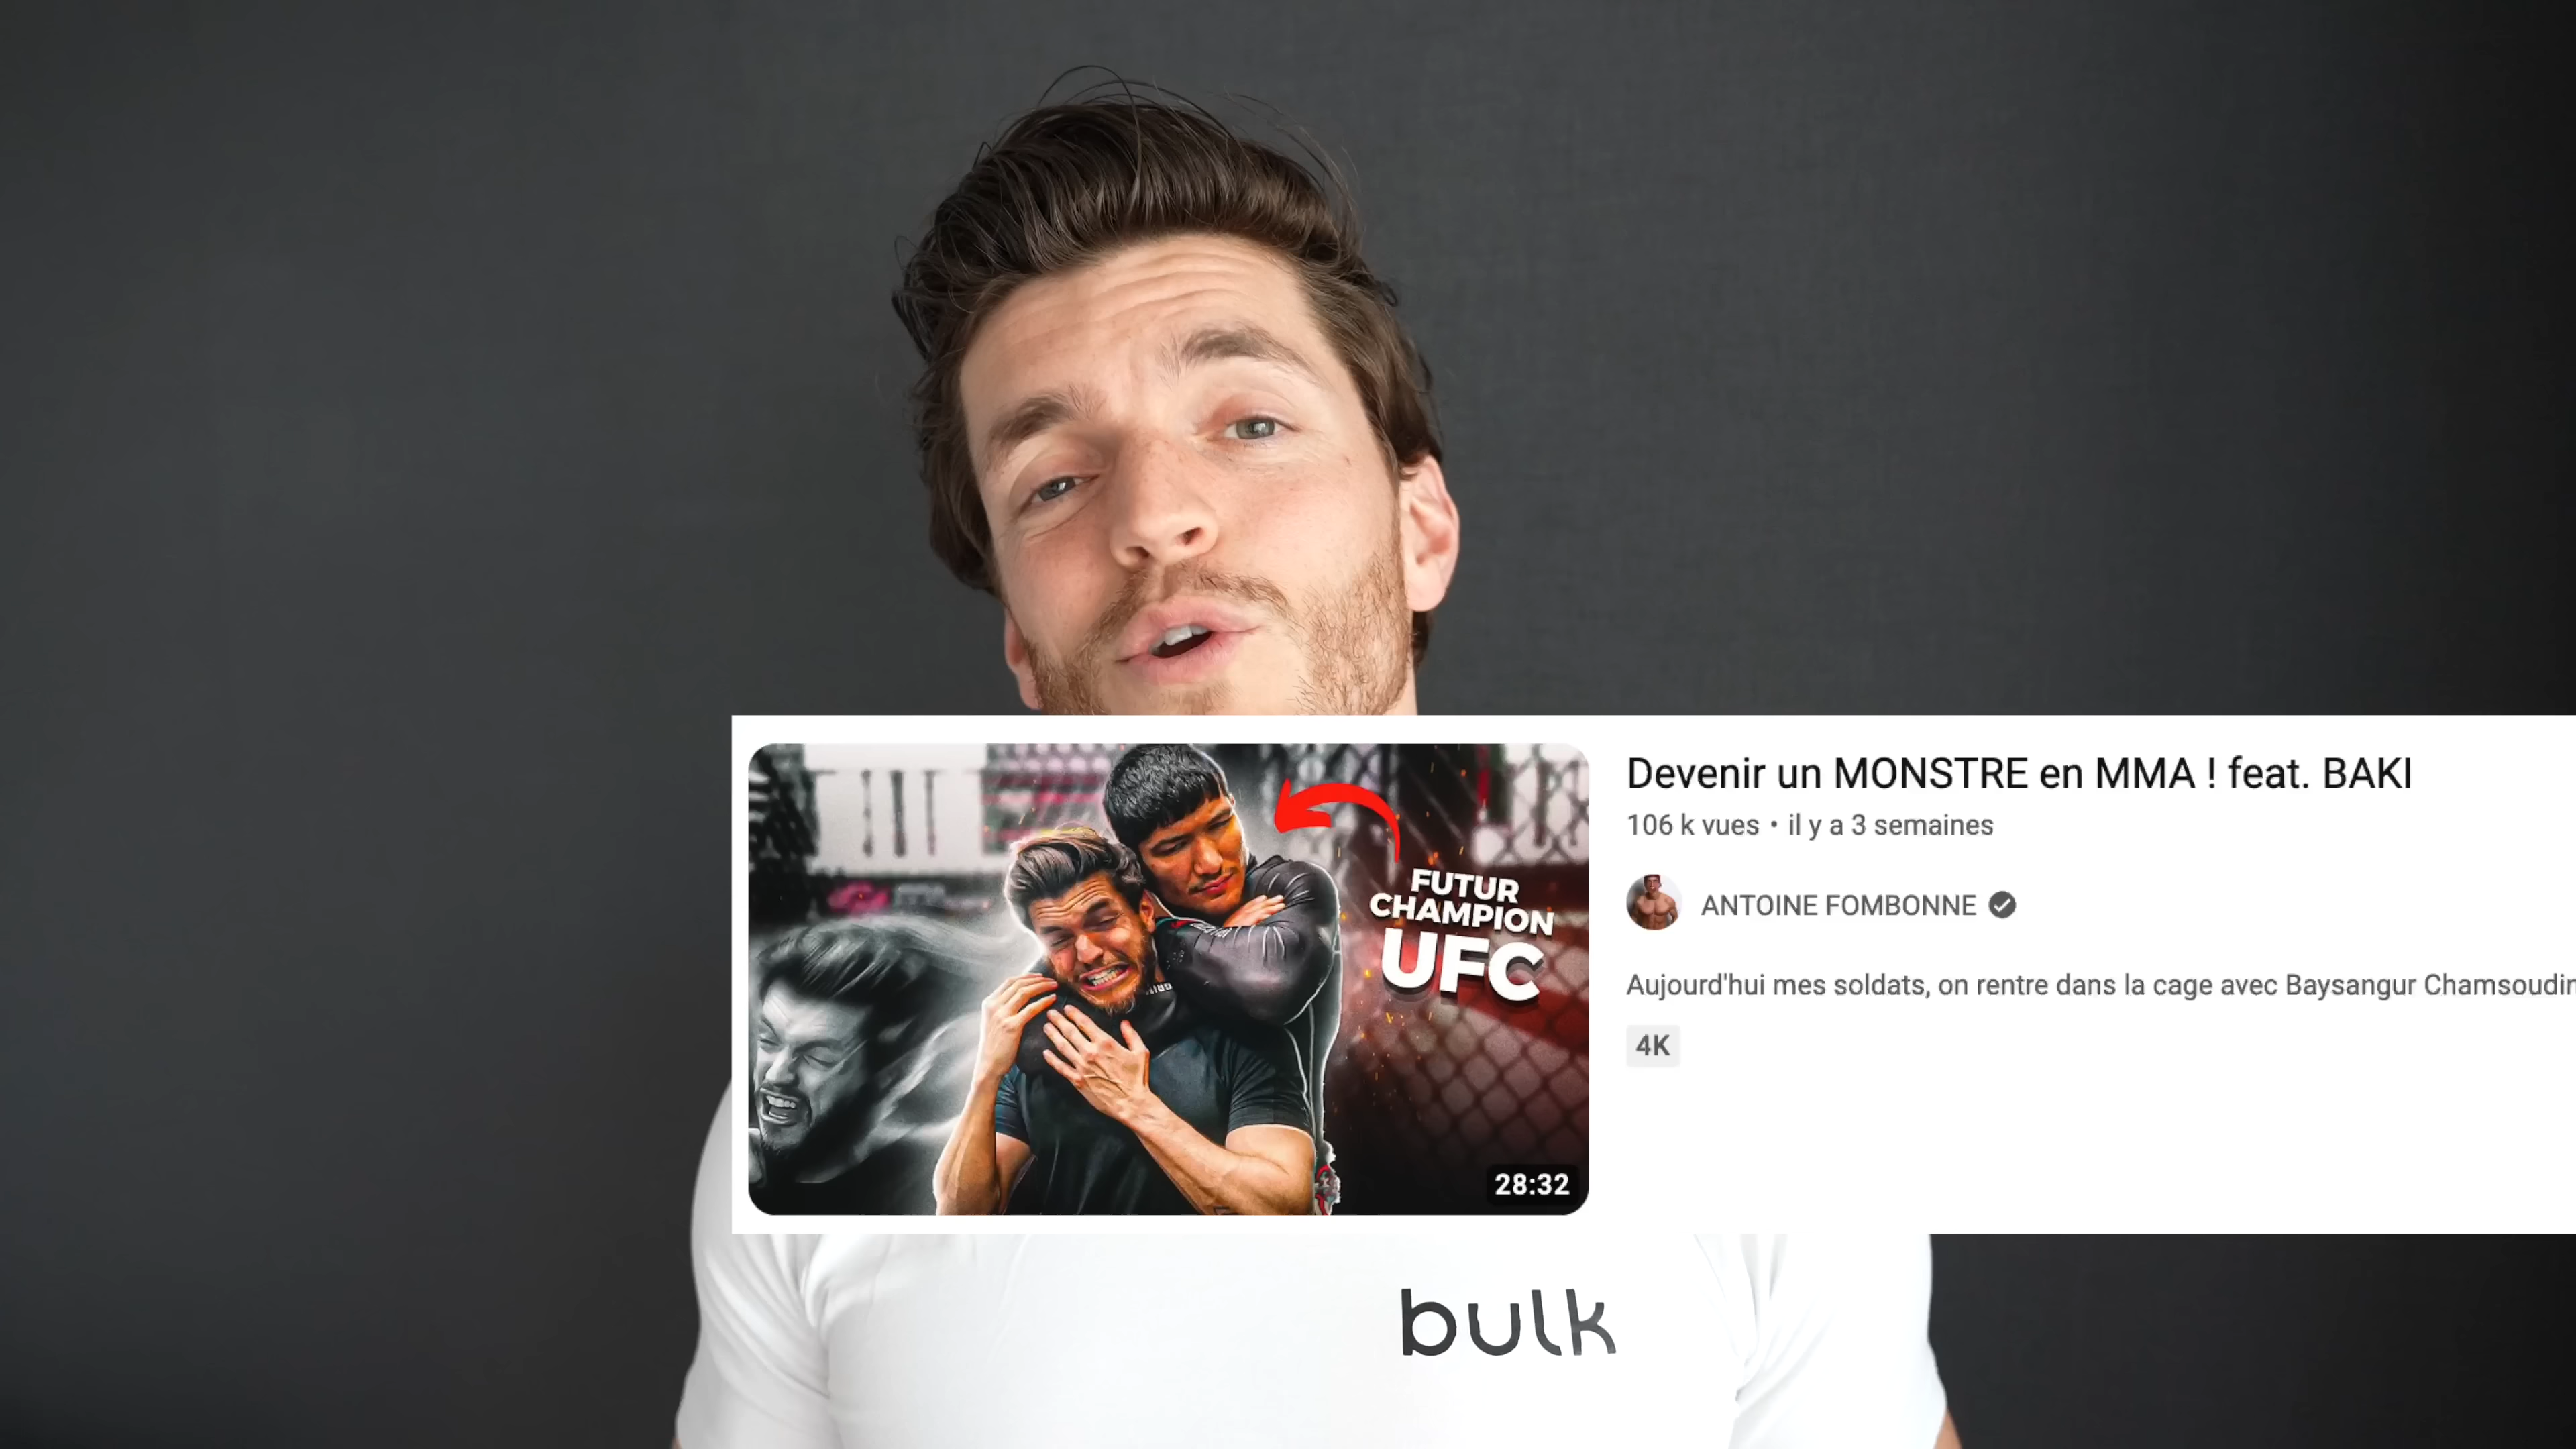 Devenir un MONSTRE en MMA ! feat. BAKI
106 k vues • il y a 3 semaines
ANTOINE FOMBONNE
Aujourd'hui mes soldats, on rentre dans la cage avec Baysangur Chamsoudin
4K
FUTUR
CHAMPION
UFC
28:32
bulk